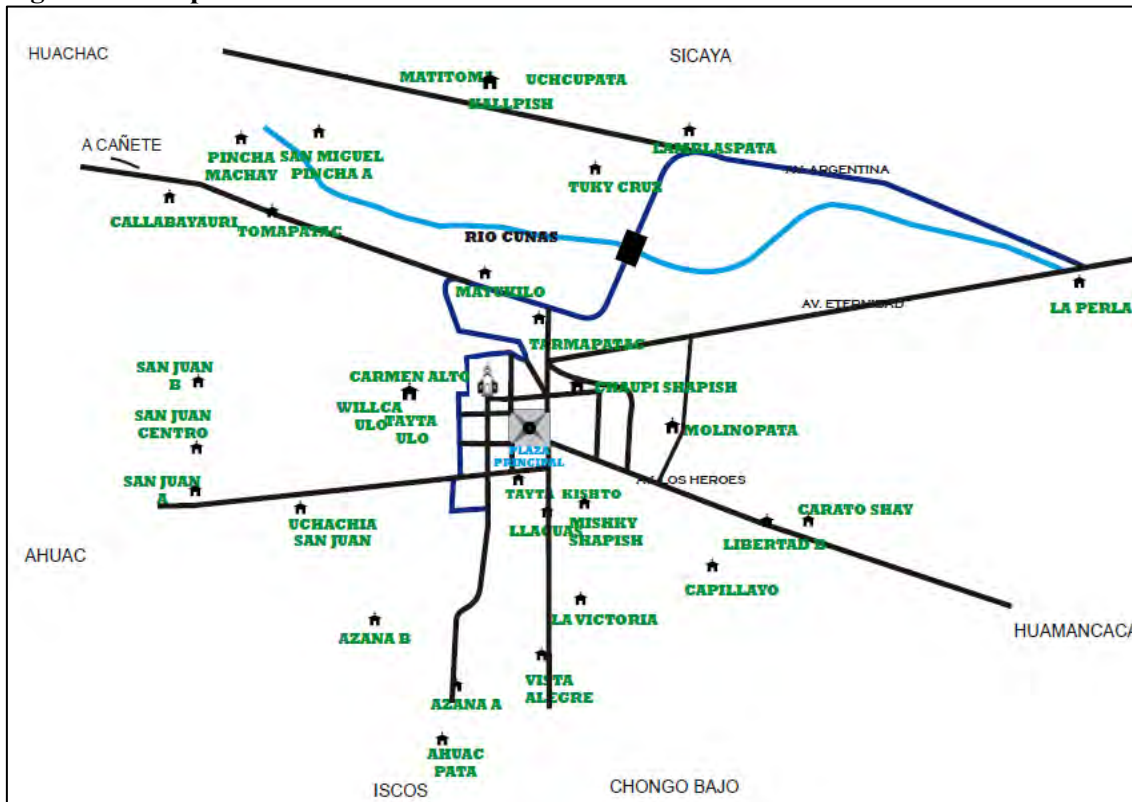 HUACHAC
SICAYA
MATITOMA
UCHCUPATA
KALLPISH
A CAÑETE
PINCHA
MACHAY
SAN MIGUEL
PINCHA A
LAMBLASPATA
TUKY CRUZ
AV. ARGENTINA
CALLABAYAURI
TOMAPATAC
RIO CUNAS
MATUKILO
AV. ETERNIDAD
LA PERLA
TARMAPATAC
SAN JUAN
B
CARMEN ALTO
CHAUPI SHAPISH
WILLCA
ULO
TAYTA
ULO
SAN JUAN
CENTRO
MOLINOPATA
PLAZA
PRINCIPAL
SAN JUAN
A
AV. LOS HEROES
TAYTA KISHTO
UCHACHIA
SAN JUAN
LLACUAS
MISHKY
SHAPISH
CARATO SHAY
LIBERTAD B
AHUAC
CAPILLAYO
LA VICTORIA
AZANA B
HUAMANCACA
VISTA
ALEGRE
AZANA A
AHUAC
PATA
ISCOS
CHONGO BAJO